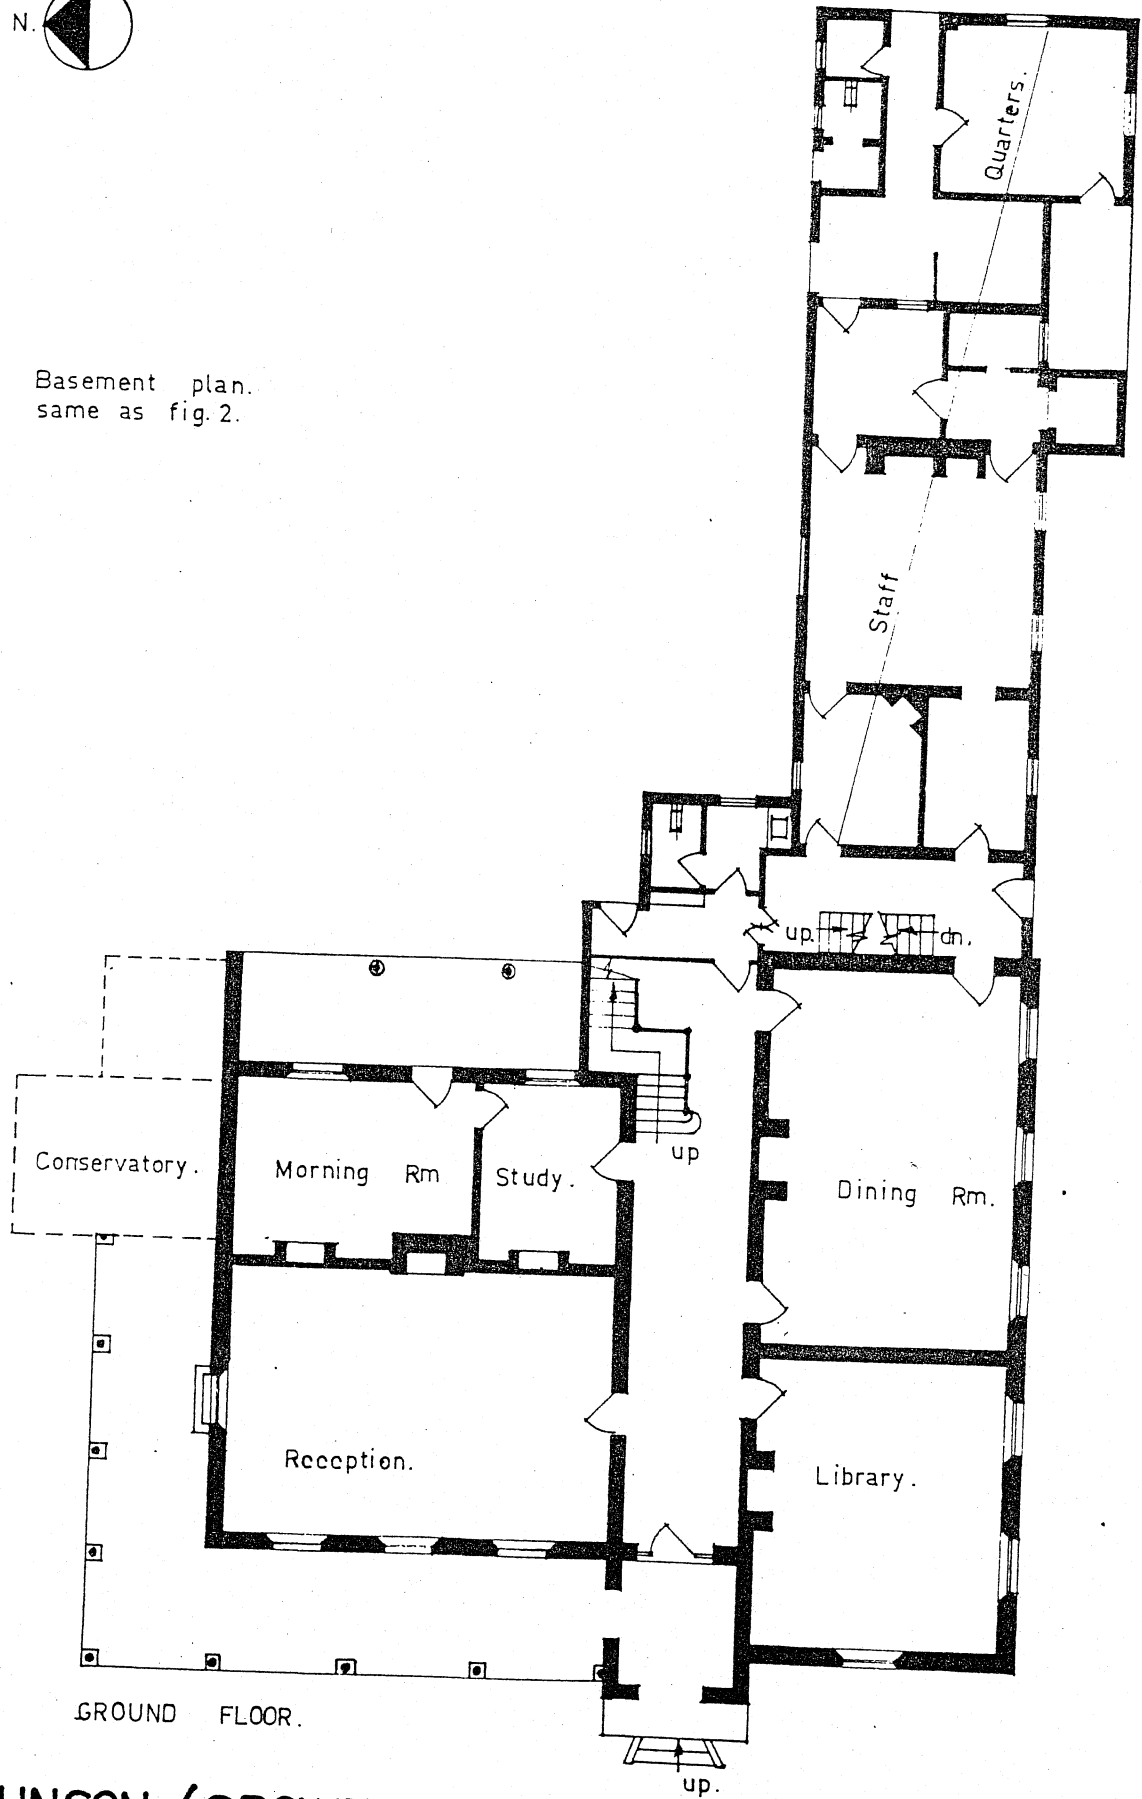 N.
Quarters.
Basement plan.
same as fig. 2.
Staff
up.
dn.
Conservatory.
Morning Rm
Study.
up
Dining Rm.
Reception.
Library.
GROUND FLOOR.
up.